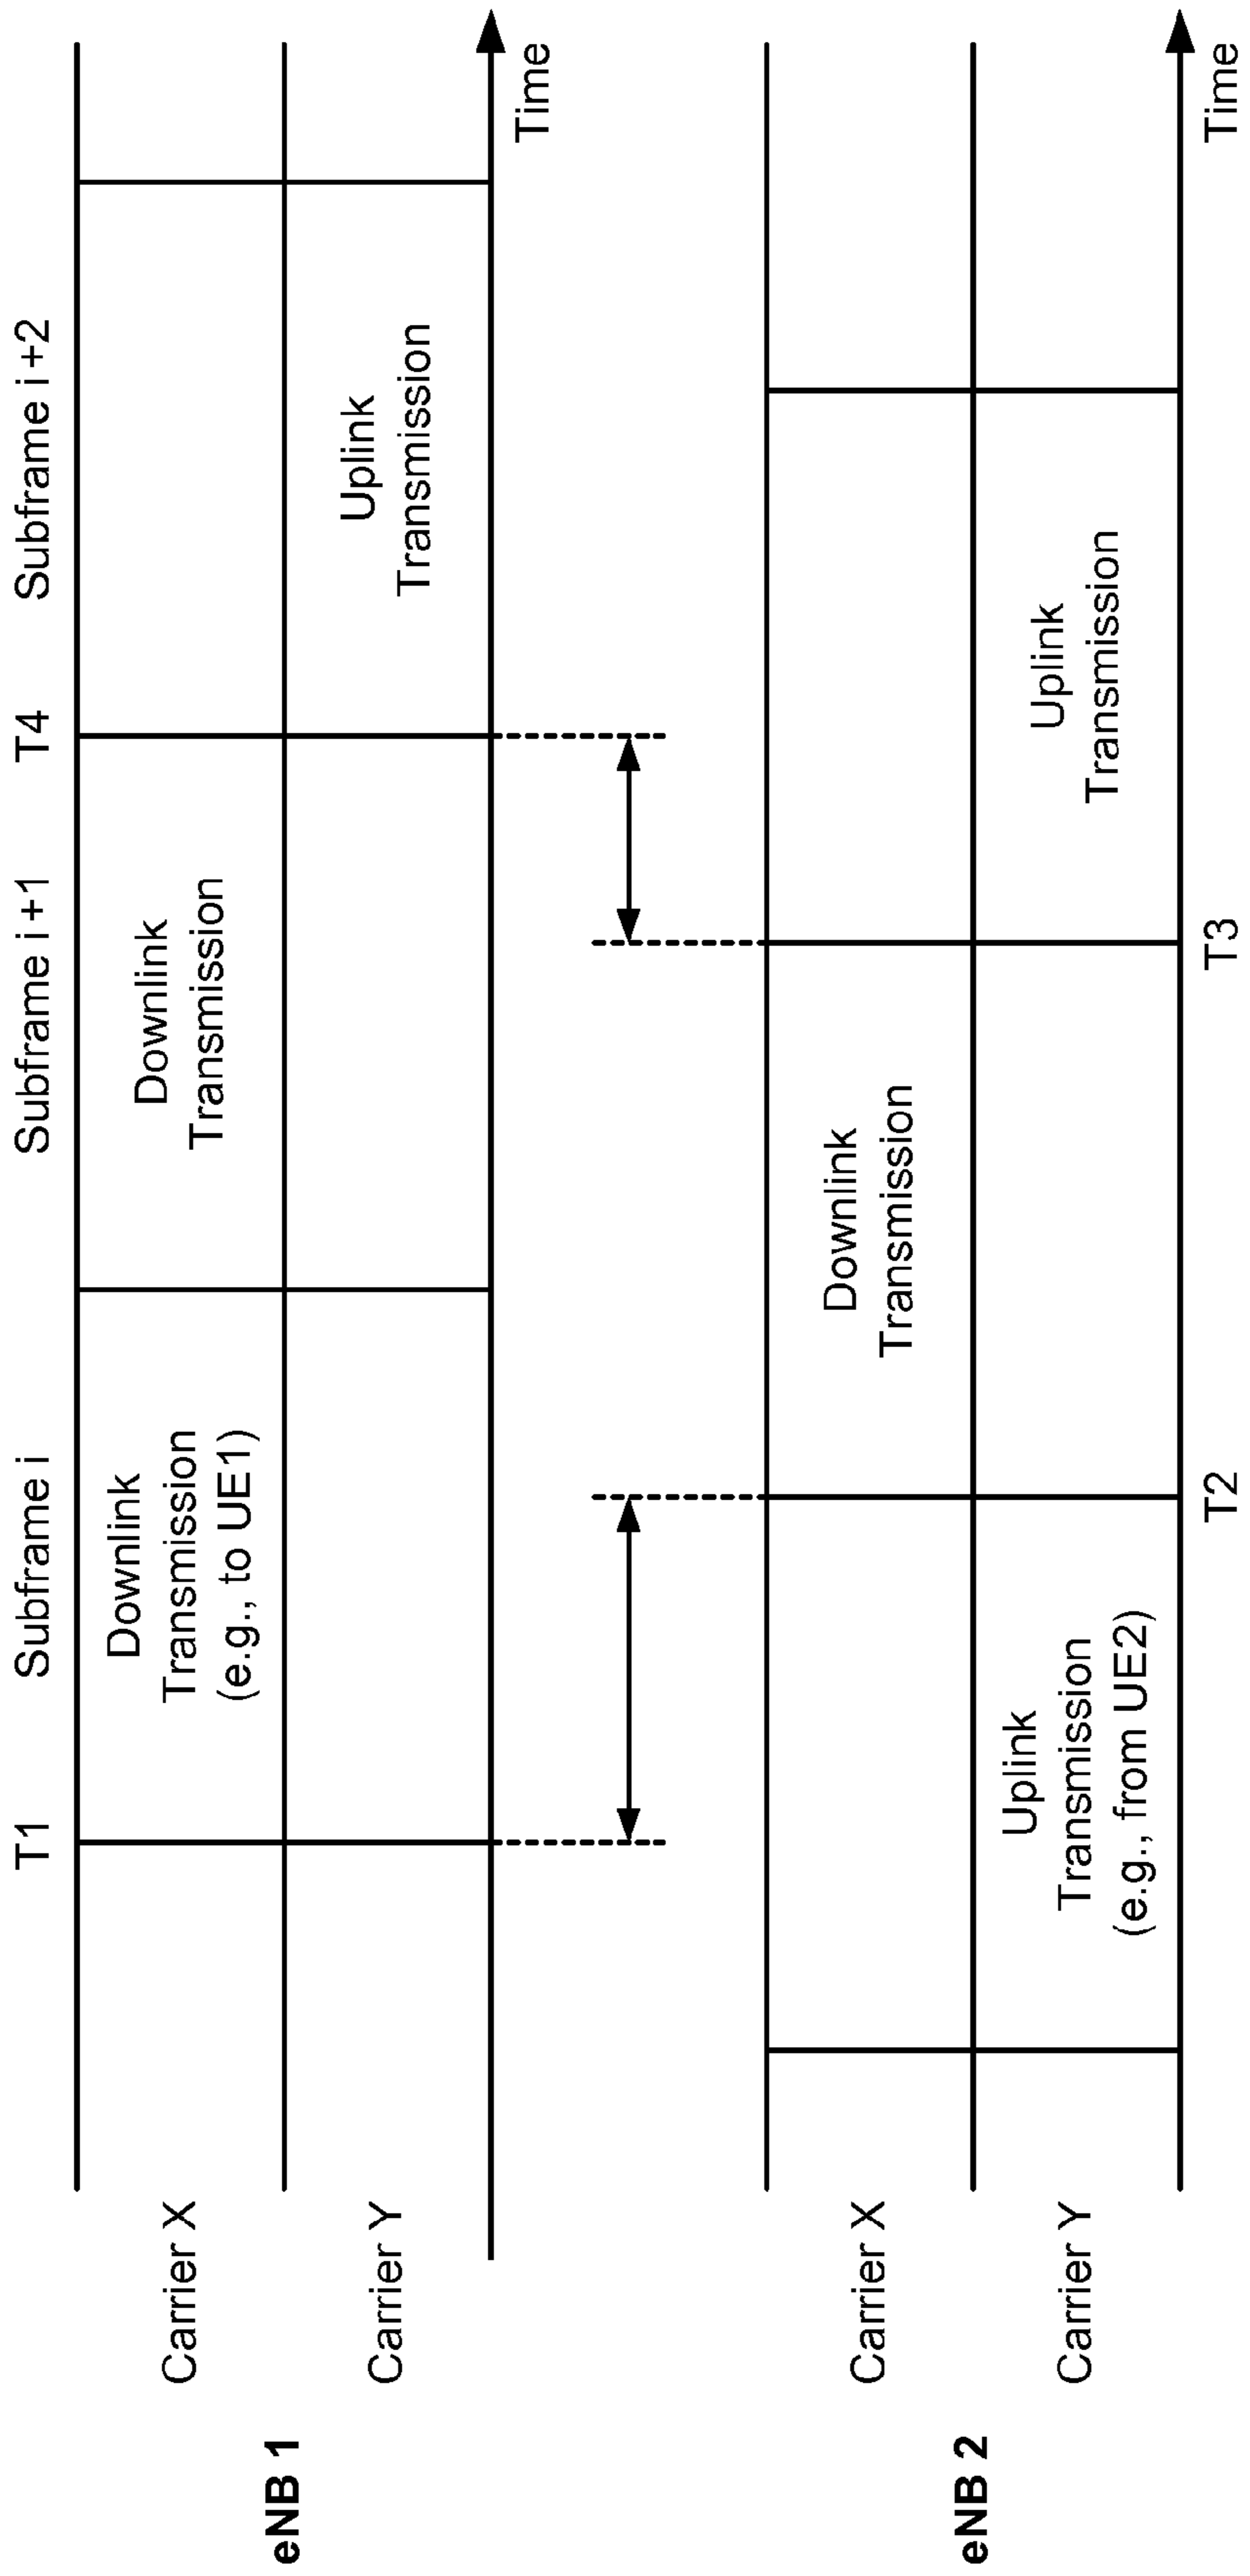 T1
Subframe i
Subframe i+1
T4
Subframe i+2
eNB 1
Carrier X
Downlink
Transmission
(e.g., to UE1)
Downlink
Transmission
Carrier Y
Uplink
Transmission
Time
eNB 2
Carrier X
Downlink
Transmission
Carrier Y
Uplink
Transmission
(e.g., from UE2)
Uplink
Transmission
T2
T3
Time